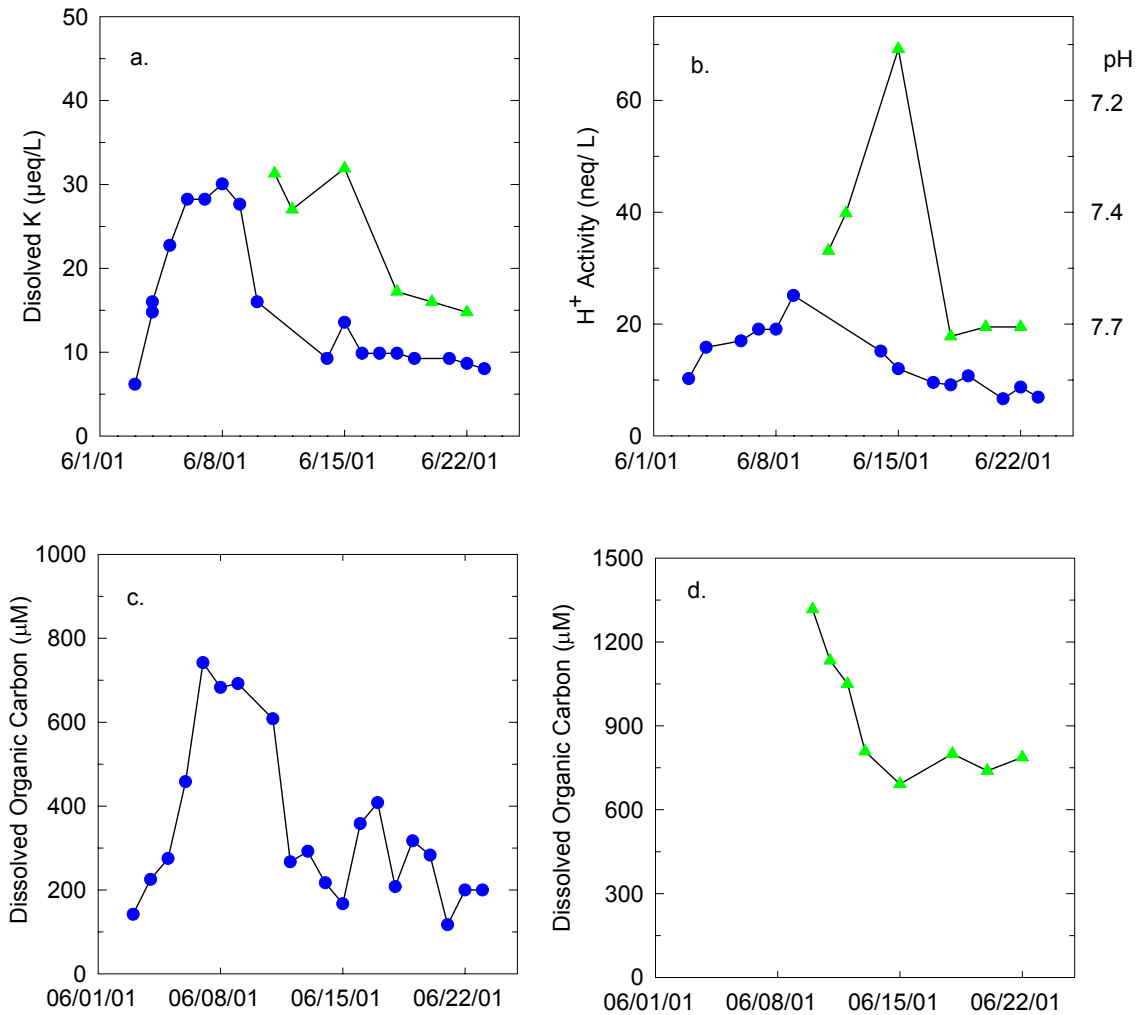 a.
Disolved K (µeq/L)
50
40
30
20
10
0
6/1/01 6/8/01 6/15/01 6/22/01
b.
H+ Activity (neq/ L)
60
40
20
0
pH
7.2
7.4
7.7
6/1/01 6/8/01 6/15/01 6/22/01
c.
Dissolved Organic Carbon (µM)
1000
800
600
400
200
0
06/01/01 06/08/01 06/15/01 06/22/01
d.
Dissolved Organic Carbon (µM)
1500
1200
900
600
300
0
06/01/01 06/08/01 06/15/01 06/22/01